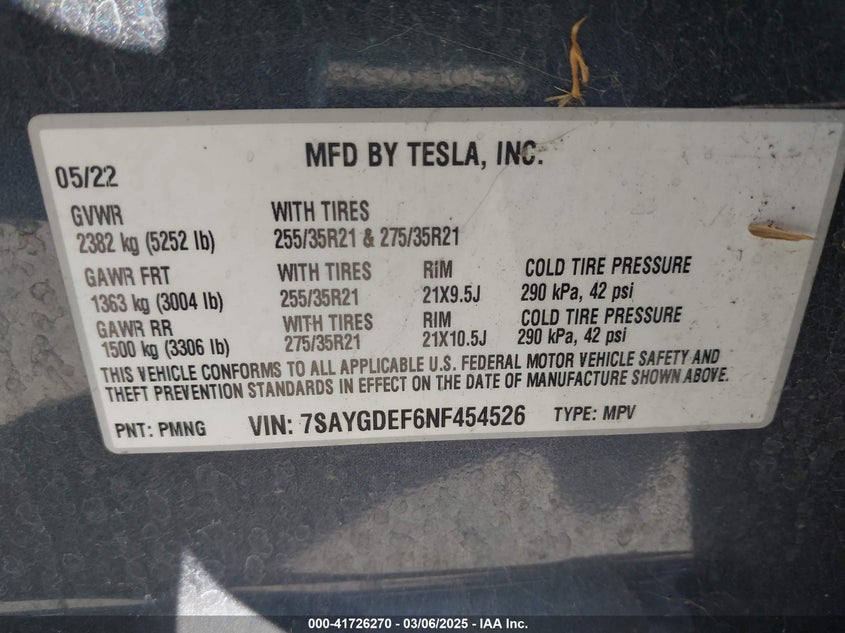 MFD BY TESLA, INC.
05/22
GVWR WITH TIRES
2382 kg (5252 lb) 255/35R21 & 275/35R21
GAWR FRT WITH TIRES RIM COLD TIRE PRESSURE
1363 kg (3004 lb) 255/35R21 21X9.5J 290 kPa, 42 psi
GAWR RR WITH TIRES RIM COLD TIRE PRESSURE
1500 kg (3306 lb) 275/35R21 21X10.5J 290 kPa, 42 psi
THIS VEHICLE CONFORMS TO ALL APPLICABLE U.S. FEDERAL MOTOR VEHICLE SAFETY AND
THEFT PREVENTION STANDARDS IN EFFECT ON THE DATE OF MANUFACTURE SHOWN ABOVE.
PNT: PMNG VIN: 7SAYGDEF6NF454526 TYPE: MPV
000-41726270 - 03/06/2025 - IAA Inc.